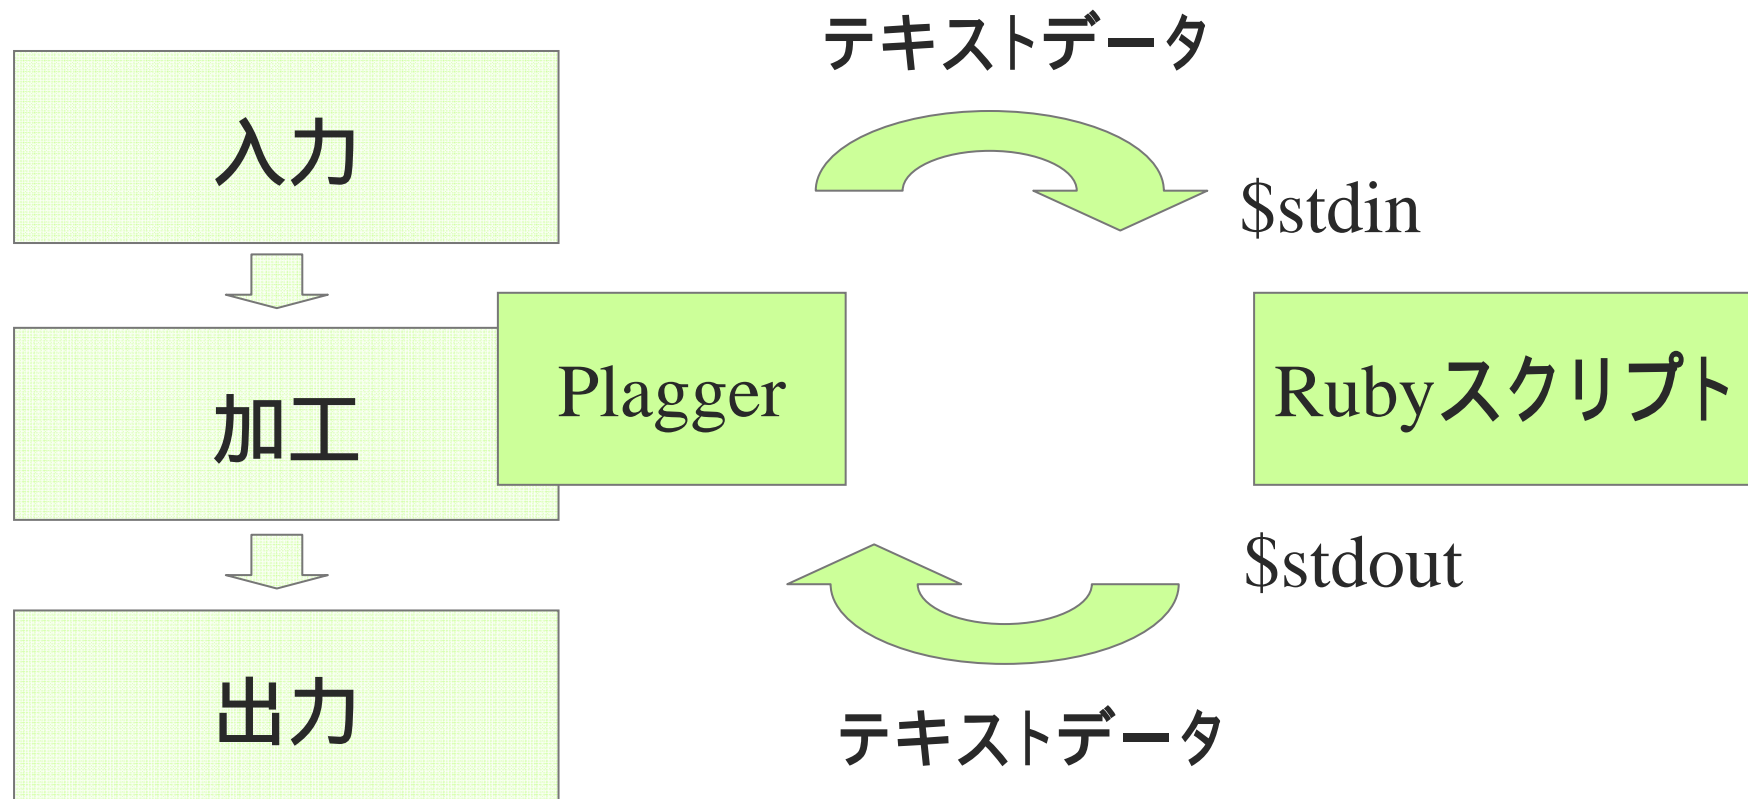 テキストデータ
入力
$stdin
加工
Plagger
Rubyスクリプト
$stdout
出力
テキストデータ